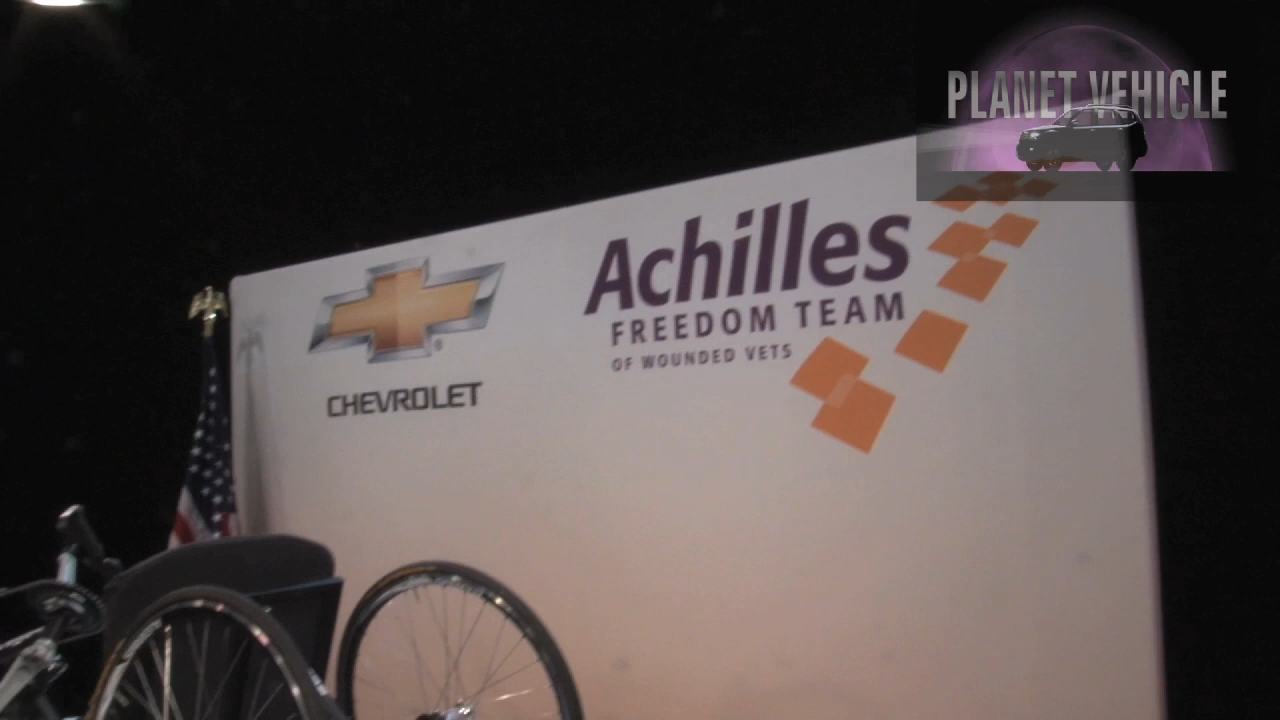 PLANET VEHICLE
Achilles
FREEDOM TEAM
OF WOUNDED VETS
CHEVROLET